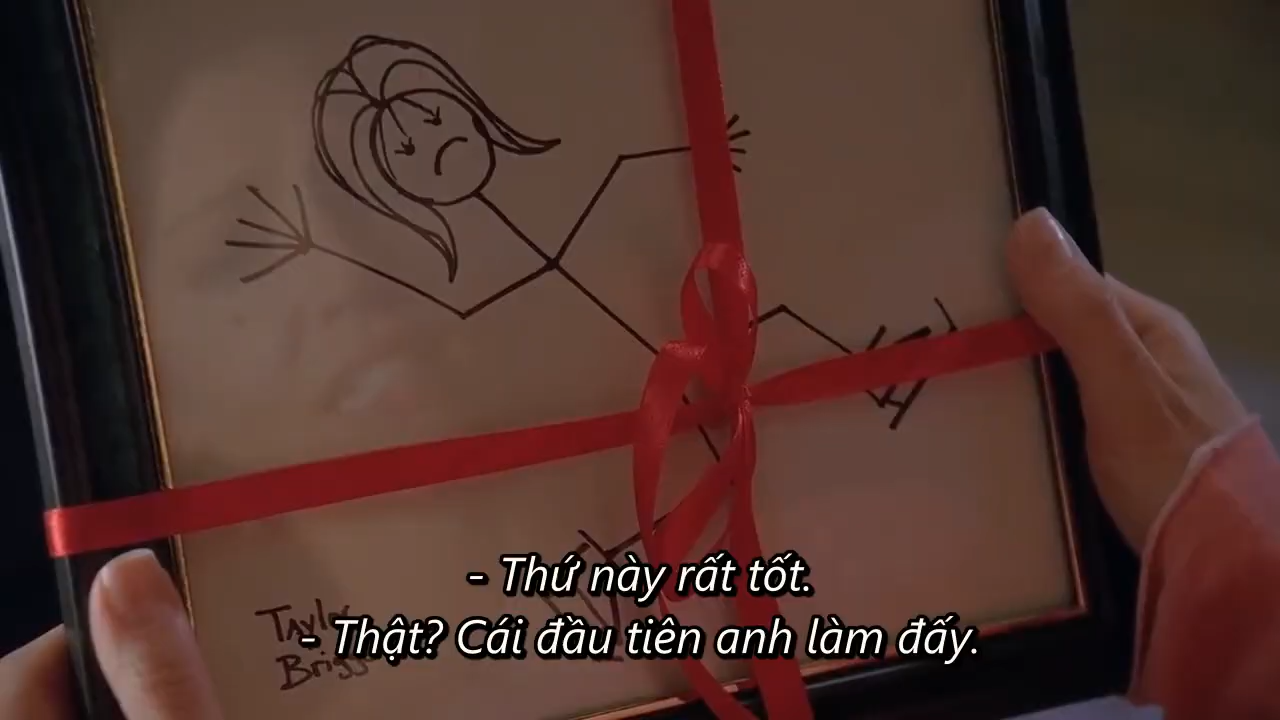 - Thứ này rất tốt.
- Thật? Cái đầu tiên anh làm đấy.